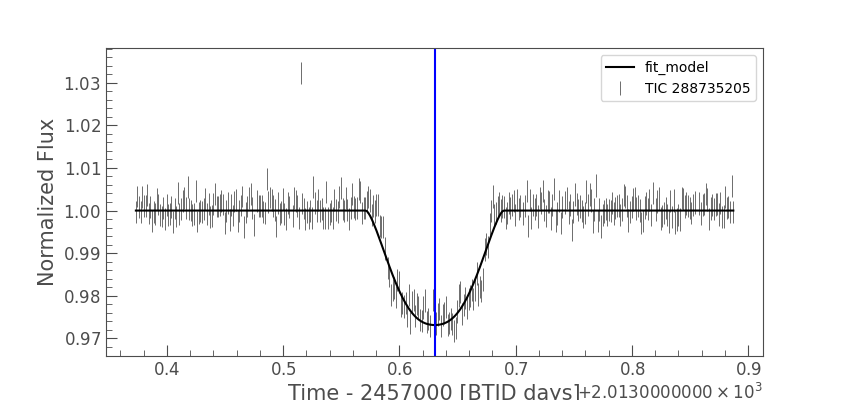 fit_model
TIC 288735205
Normalized Flux
1.03
1.02
1.01
1.00
0.99
0.98
0.97
0.4 0.5 0.6 0.7 0.8 0.9
Time - 2457000 [BTJD days]
+2.0130000000 × 10³